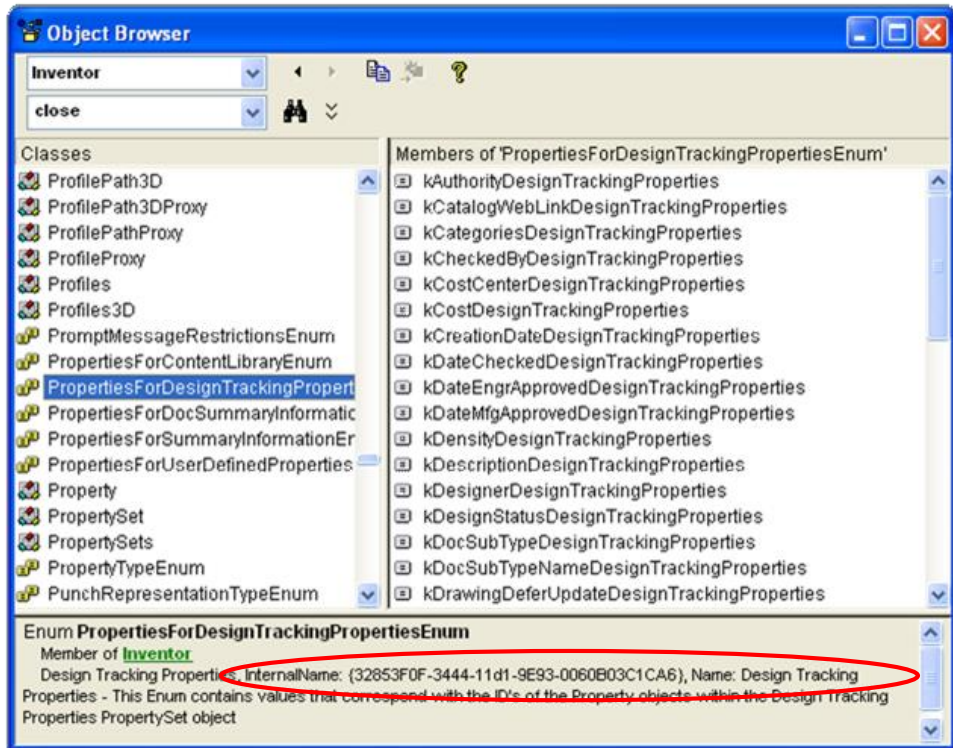 Object Browser
Inventor
close
Classes
Members of 'PropertiesForDesignTrackingPropertiesEnum'
ProfilePath3D
ProfilePath3DProxy
ProfilePathProxy
ProfileProxy
Profiles
Profiles3D
PromptMessageRestrictionsEnum
PropertiesForContentLibraryEnum
PropertiesForDesignTrackingPropert
PropertiesForDocSummaryInformatic
PropertiesForSummaryInformationEr
PropertiesForUserDefinedProperties
Property
PropertySet
PropertySets
PropertyTypeEnum
PunchRepresentationTypeEnum
kAuthorityDesignTrackingProperties
kCatalogWebLinkDesignTrackingProperties
kCategoriesDesignTrackingProperties
kCheckedByDesignTrackingProperties
kCostCenterDesignTrackingProperties
kCostDesignTrackingProperties
kCreationDateDesignTrackingProperties
kDateCheckedDesignTrackingProperties
kDateEngrApprovedDesignTrackingProperties
kDateMfgApprovedDesignTrackingProperties
kDensityDesignTrackingProperties
kDescriptionDesignTrackingProperties
kDesignerDesignTrackingProperties
kDesignStatusDesignTrackingProperties
kDocSubTypeDesignTrackingProperties
kDocSubTypeNameDesignTrackingProperties
kDrawingDeferUpdateDesignTrackingProperties
Enum PropertiesForDesignTrackingPropertiesEnum
Member of Inventor
Design Tracking Properties, InternalName: {32853F0F-3444-11d1-9E93-0060B03C1CA6}, Name: Design Tracking
Properties - This Enum contains values that correspond with the ID's of the Property objects within the Design Tracking
Properties PropertySet object